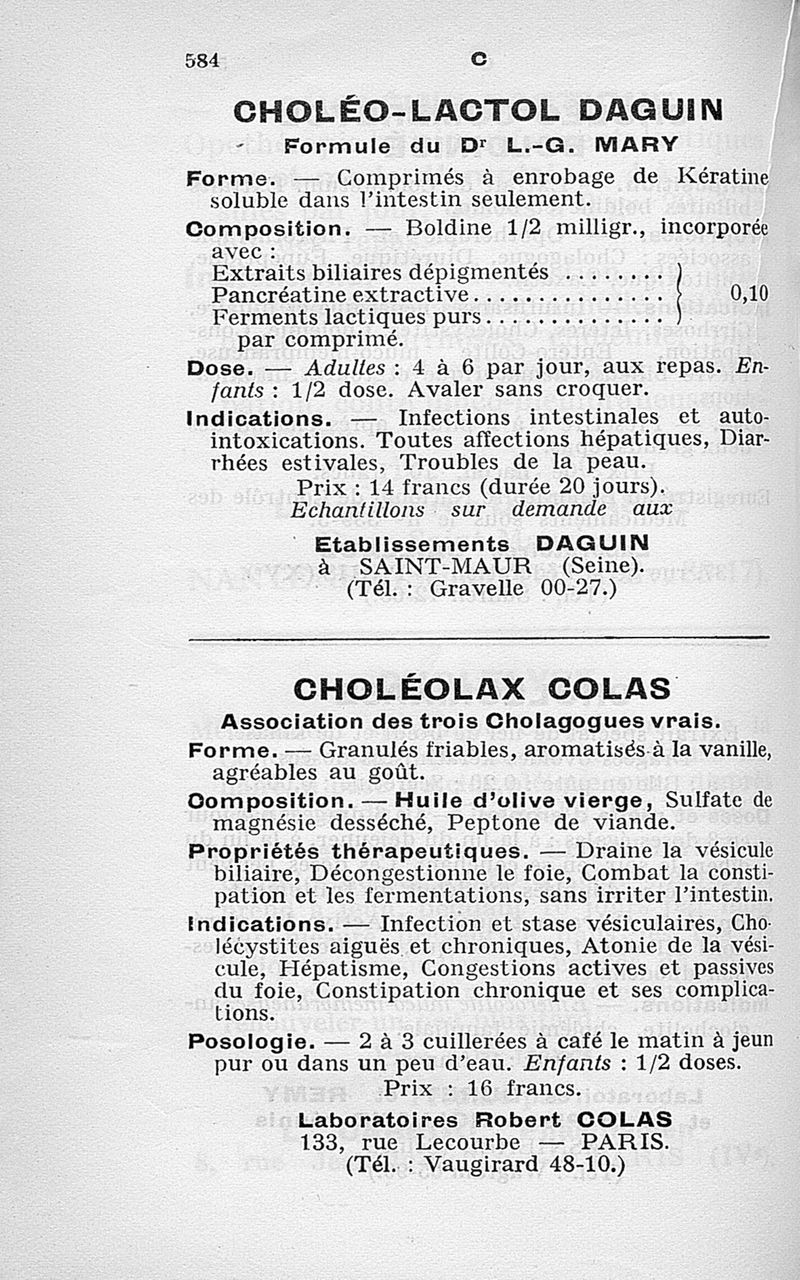 584
C
CHOLÉO-LACTOL DAGUIN
Formule du Dr L.-G. MARY
Forme. — Comprimés à enrobage de Kératine
soluble dans l'intestin seulement.
Composition. — Boldine 1/2 milligr., incorporée
avec :
Extraits biliaires dépigmentés ........ )
Pancréatine extractive............... { 0,10
Ferments lactiques purs.............. )
par comprimé.
Dose. — Adultes : 4 à 6 par jour, aux repas. En-
fants : 1/2 dose. Avaler sans croquer.
Indications. — Infections intestinales et auto-
intoxications. Toutes affections hépatiques, Diar-
rhées estivales, Troubles de la peau.
Prix : 14 francs (durée 20 jours).
Echantillons sur demande aux
Etablissements DAGUIN
à SAINT-MAUR (Seine).
(Tél. : Gravelle 00-27.)
CHOLÉOLAX COLAS
Association des trois Cholagogues vrais.
Forme. — Granulés friables, aromatisés à la vanille,
agréables au goût.
Composition. — Huile d'olive vierge, Sulfate de
magnésie desséché, Peptone de viande.
Propriétés thérapeutiques. — Draine la vésicule
biliaire, Décongestionne le foie, Combat la consti-
pation et les fermentations, sans irriter l'intestin.
Indications. — Infection et stase vésiculaires, Cho-
lécystites aiguës et chroniques, Atonie de la vési-
cule, Hépatisme, Congestions actives et passives
du foie, Constipation chronique et ses complica-
tions.
Posologie. — 2 à 3 cuillerées à café le matin à jeun
pur ou dans un peu d'eau. Enfants : 1/2 doses.
Prix : 16 francs.
Laboratoires Robert COLAS
133, rue Lecourbe — PARIS.
(Tél. : Vaugirard 48-10.)